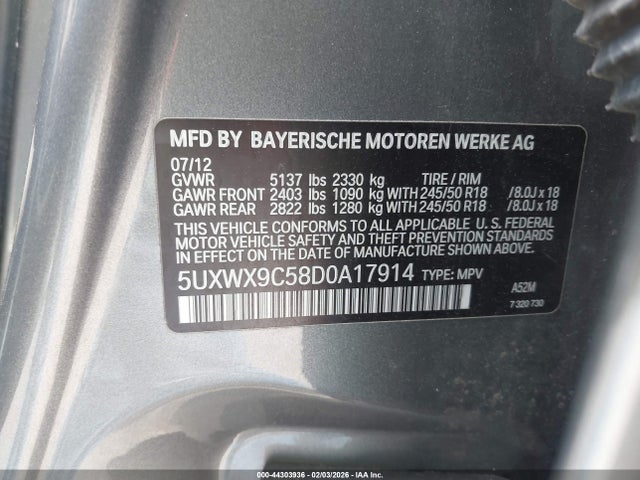 MFD BY BAYERISCHE MOTOREN WERKE AG
07/12
GVWR 5137 lbs 2330 kg TIRE / RIM
GAWR FRONT 2403 lbs 1090 kg WITH 245/50 R18 /8.0J x 18
GAWR REAR 2822 lbs 1280 kg WITH 245/50 R18 /8.0J x 18
THIS VEHICLE CONFORMS TO ALL APPLICABLE U. S. FEDERAL
MOTOR VEHICLE SAFETY AND THEFT PREVENTION STANDARDS
IN EFFECT ON THE DATE OF MANUFACTURE SHOWN ABOVE.
5UXWX9C58D0A17914 TYPE: MPV
A52M
7 320 730
000-44303936 - 02/03/2026 - IAA Inc.